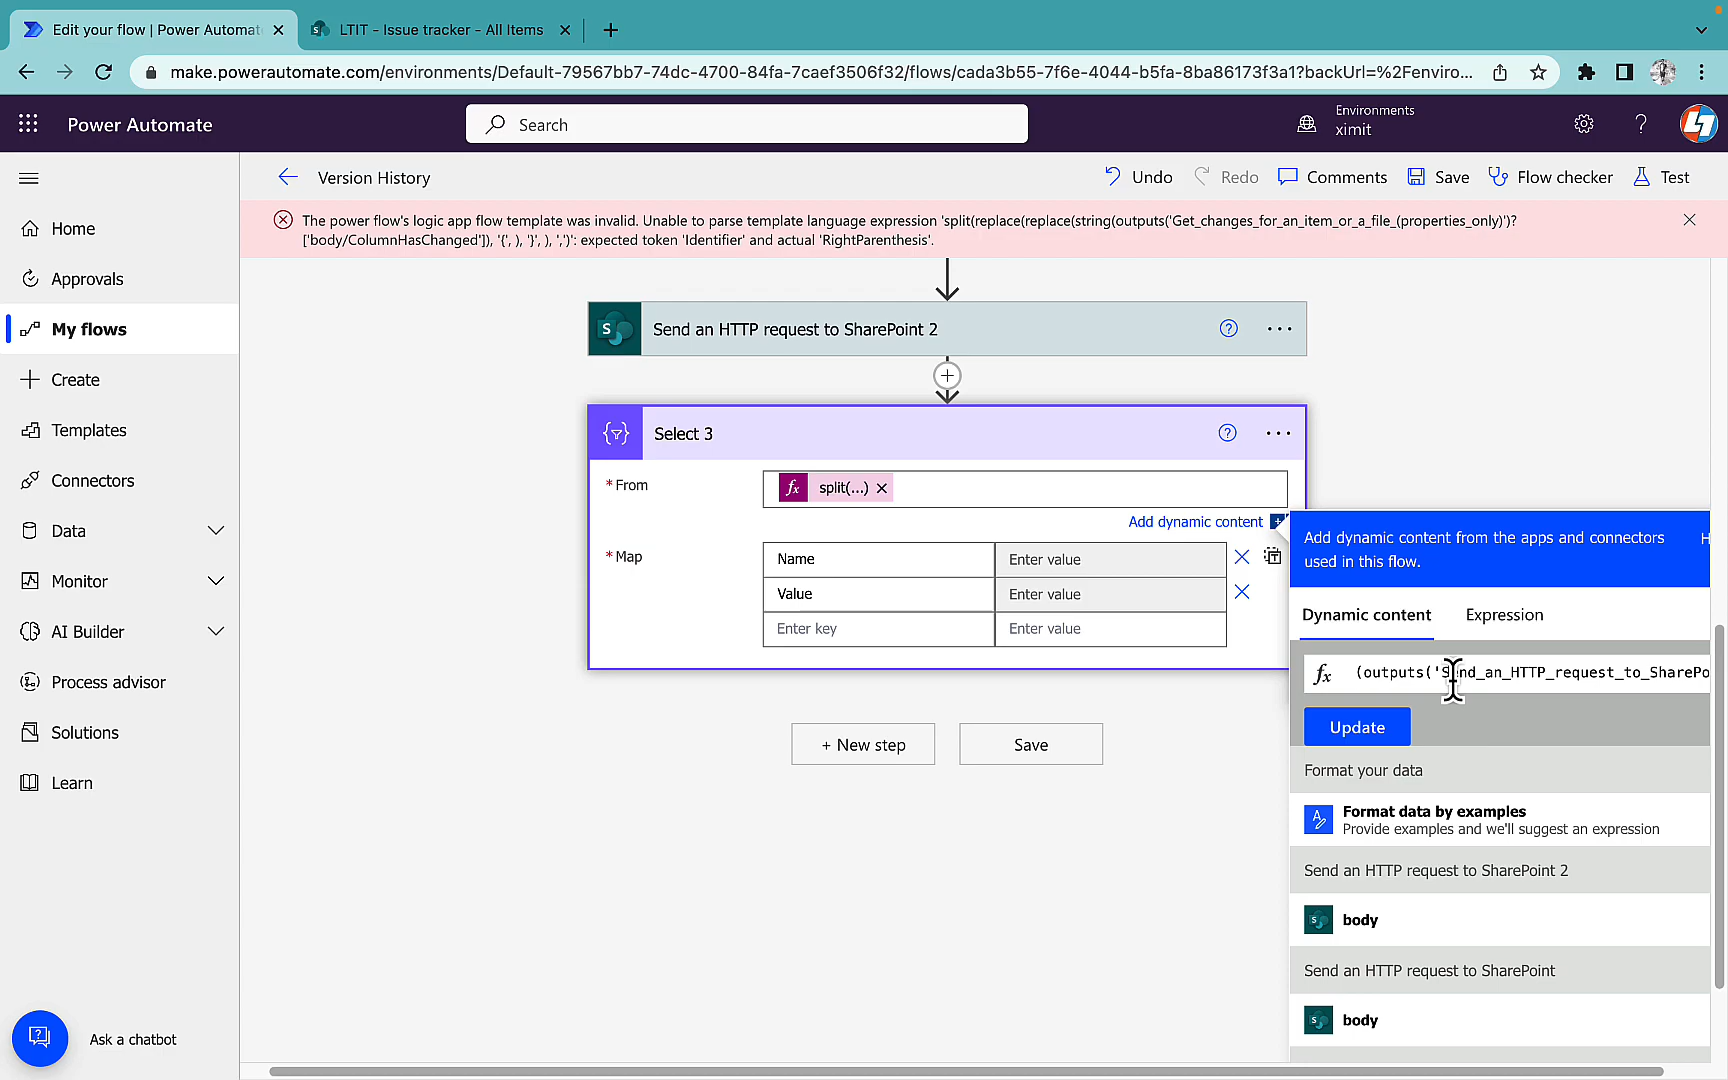 Edit your flow | Power Automat
LTIT - Issue tracker - All Items
make.powerautomate.com/environments/Default-79567bb7-74dc-4700-84fa-7caef3506f32/flows/cada3b55-7f6e-4044-b5fa-8ba86173f3a1?backUrl=%2Fenviro...
Power Automate
Search
Environments
ximit
Version History
Undo
Redo
Comments
Save
Flow checker
Test
The power flow's logic app flow template was invalid. Unable to parse template language expression 'split(replace(replace(string(outputs('Get_changes_for_an_item_or_a_file_(properties_only)')?
['body/ColumnHasChanged']), '{', ), '}', ), ',')': expected token 'Identifier' and actual 'RightParenthesis'.
Home
Approvals
My flows
Create
Templates
Connectors
Data
Monitor
AI Builder
Process advisor
Solutions
Learn
Ask a chatbot
Send an HTTP request to SharePoint 2
Select 3
* From
fx split(...)
Add dynamic content
* Map
Name
Enter value
Value
Enter value
Enter key
Enter value
+ New step
Save
Add dynamic content from the apps and connectors
used in this flow.
H
Dynamic content
Expression
fx (outputs('Send_an_HTTP_request_to_SharePo
Update
Format your data
Format data by examples
Provide examples and we'll suggest an expression
Send an HTTP request to SharePoint 2
body
Send an HTTP request to SharePoint
body